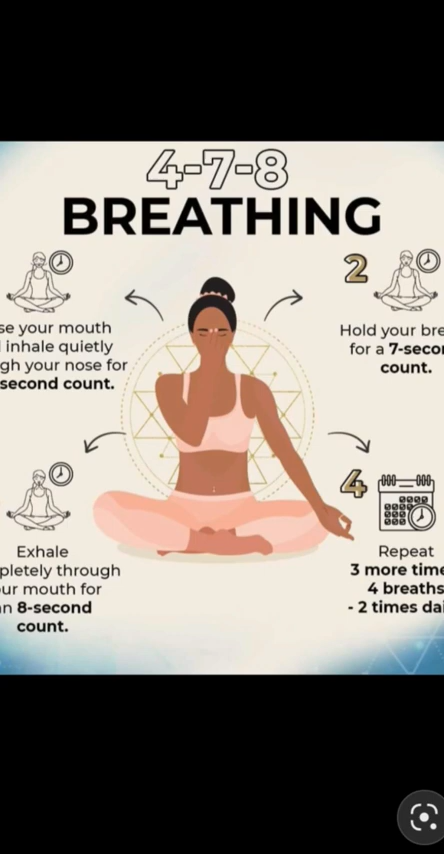 4-7-8
BREATHING
se your mouth
inhale quietly
gh your nose for
second count.
2
Hold your bre
for a 7-secon
count.
Exhale
pletely through
ur mouth for
n 8-second
count.
4
Repeat
3 more time
4 breaths
- 2 times dai